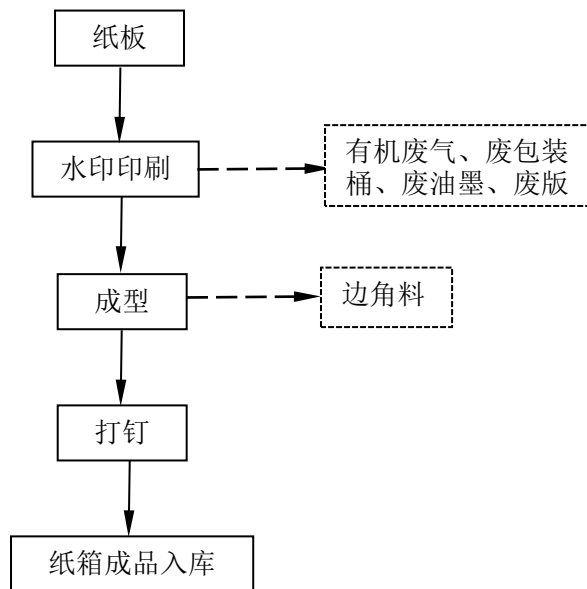 纸板
水印印刷
有机废气、废包装
桶、废油墨、废版
成型
边角料
打钉
纸箱成品入库